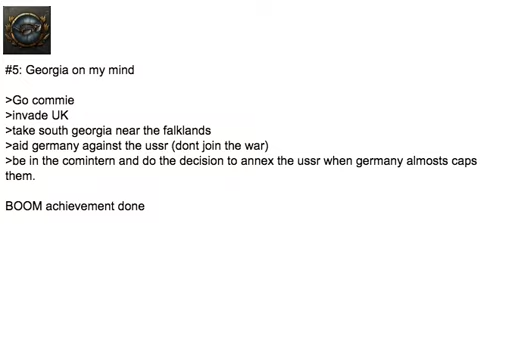 #5: Georgia on my mind
>Go commie
>invade UK
>take south georgia near the falklands
>aid germany against the ussr (dont join the war)
>be in the comintern and do the decision to annex the ussr when germany almosts caps
them.
BOOM achievement done